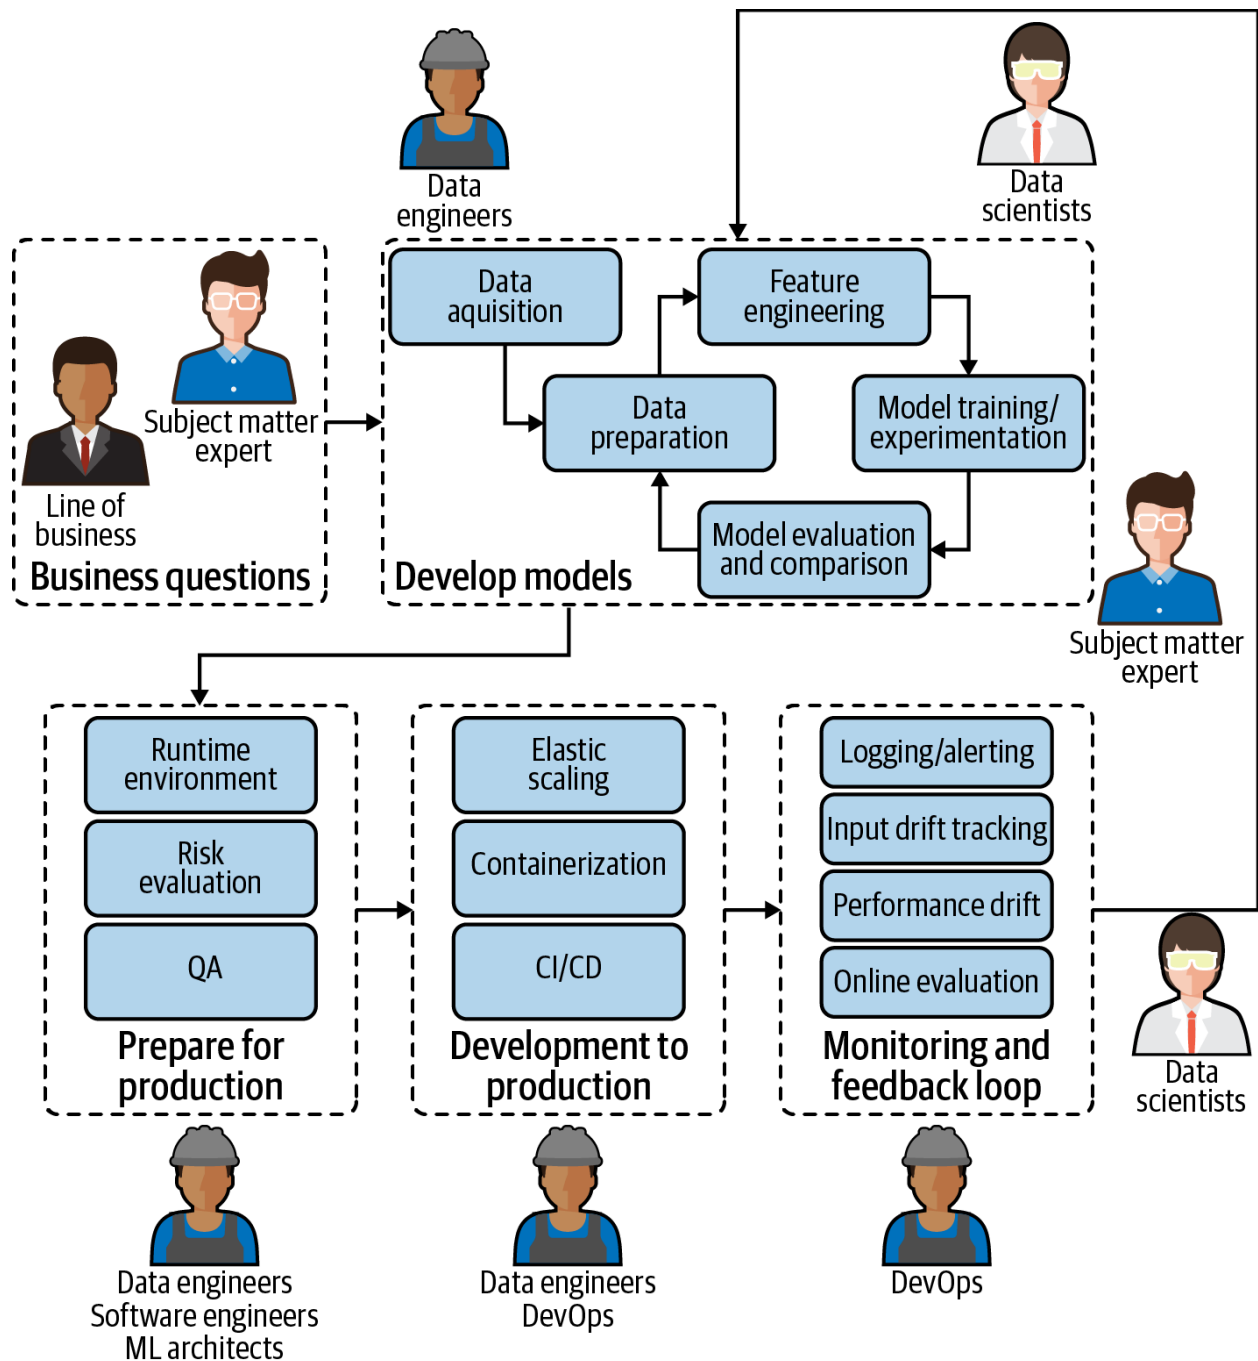 Data
engineers
Data
scientists
Subject matter
expert
Line of
business
Business questions
Data
aquisition
Feature
engineering
Data
preparation
Model training/
experimentation
Model evaluation
and comparison
Develop models
Subject matter
expert
Runtime
environment
Risk
evaluation
QA
Prepare for
production
Elastic
scaling
Containerization
CI/CD
Development to
production
Logging/alerting
Input drift tracking
Performance drift
Online evaluation
Monitoring and
feedback loop
Data
scientists
Data engineers
Software engineers
ML architects
Data engineers
DevOps
DevOps